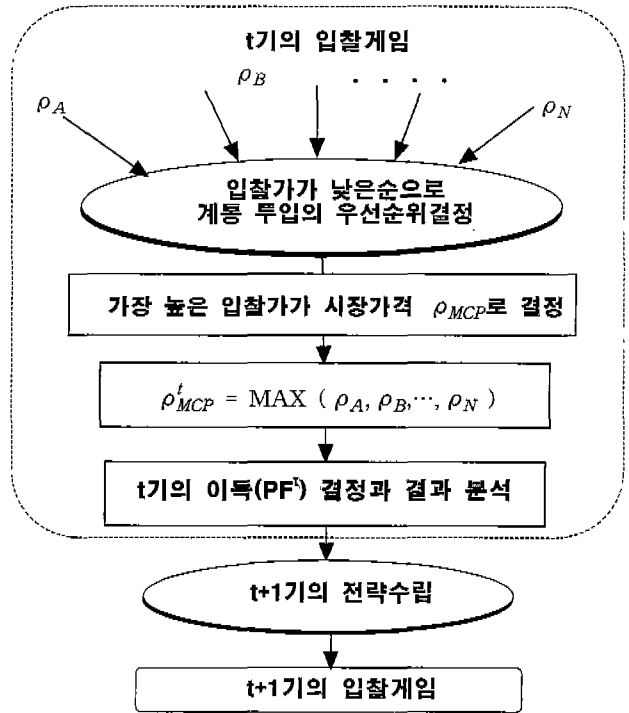 t기의 입찰게임
ρA ρB . . . . ρN
입찰가가 낮은순으로
계통 투입의 우선순위결정
가장 높은 입찰가가 시장가격 ρMCP로 결정
ρ^t_MCP = MAX ( ρA, ρB,⋯, ρN )
t기의 이득(PF^t) 결정과 결과 분석
t+1기의 전략수립
t+1기의 입찰게임